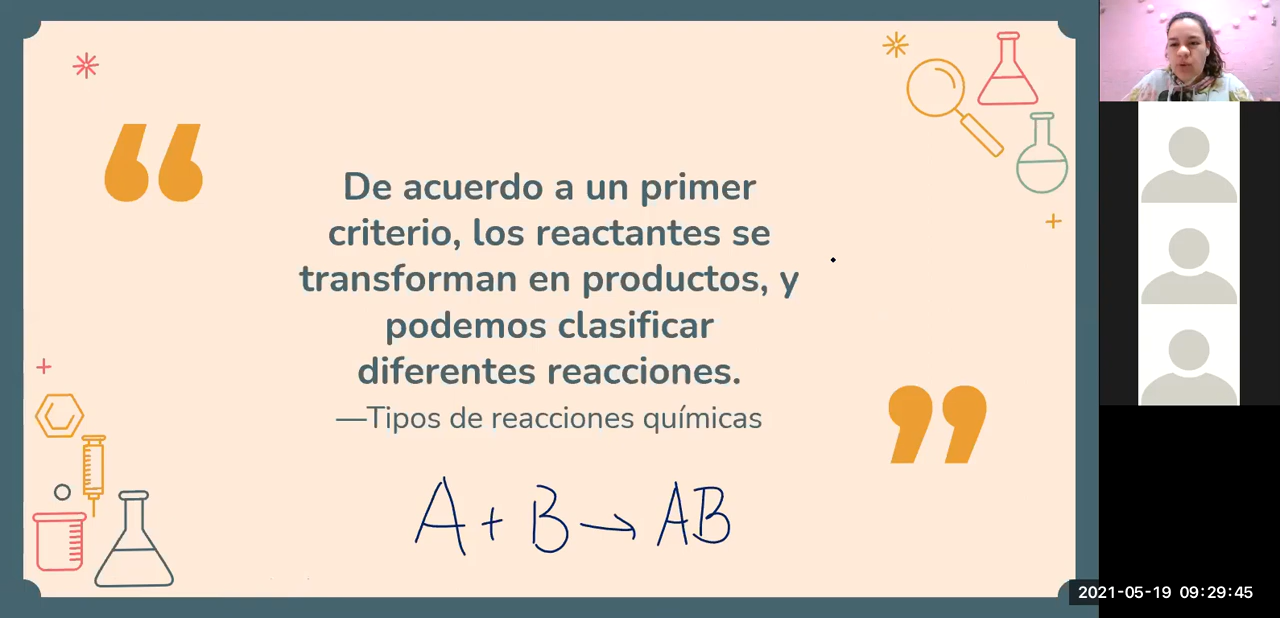 “
De acuerdo a un primer
criterio, los reactantes se
transforman en productos, y
podemos clasificar
diferentes reacciones.
”
—Tipos de reacciones químicas
A + B → AB
2021-05-19 09:29:45